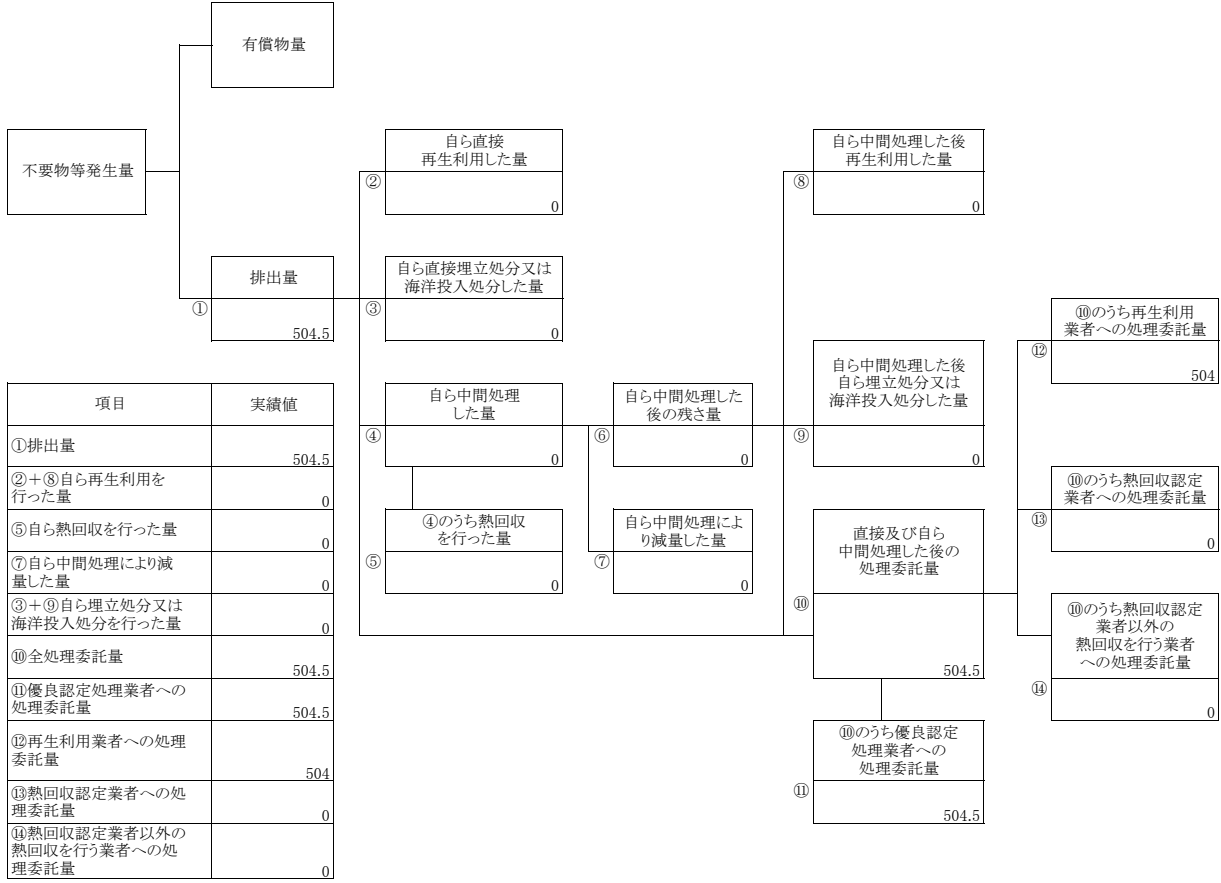 有償物量
不要物等発生量
自ら直接
再生利用した量
②
0
自ら中間処理した後
再生利用した量
⑧
0
排出量
①
504.5
自ら直接埋立処分又は
海洋投入処分した量
③
0
自ら中間処理
した量
④
0
自ら中間処理した
後の残さ量
⑥
0
自ら中間処理した後
自ら埋立処分又は
海洋投入処分した量
⑨
0
⑩のうち再生利用
業者への処理委託量
⑫
504
④のうち熱回収
を行った量
⑤
0
自ら中間処理によ
り減量した量
⑦
0
直接及び自ら
中間処理した後の
処理委託量
⑩
504.5
⑩のうち熱回収認定
業者への処理委託量
⑬
0
⑩のうち熱回収認定
業者以外の
熱回収を行う業者
への処理委託量
⑭
0
⑩のうち優良認定
処理業者への
処理委託量
⑪
504.5
項目 実績値
①排出量
504.5
②+⑧自ら再生利用を
行った量
0
⑤自ら熱回収を行った量
0
⑦自ら中間処理により減
量した量
0
③+⑨自ら埋立処分又は
海洋投入処分を行った量
0
⑩全処理委託量
504.5
⑪優良認定処理業者への
処理委託量
504.5
⑫再生利用業者への処理
委託量
504
⑬熱回収認定業者への処
理委託量
0
⑭熱回収認定業者以外の
熱回収を行う業者への処
理委託量
0